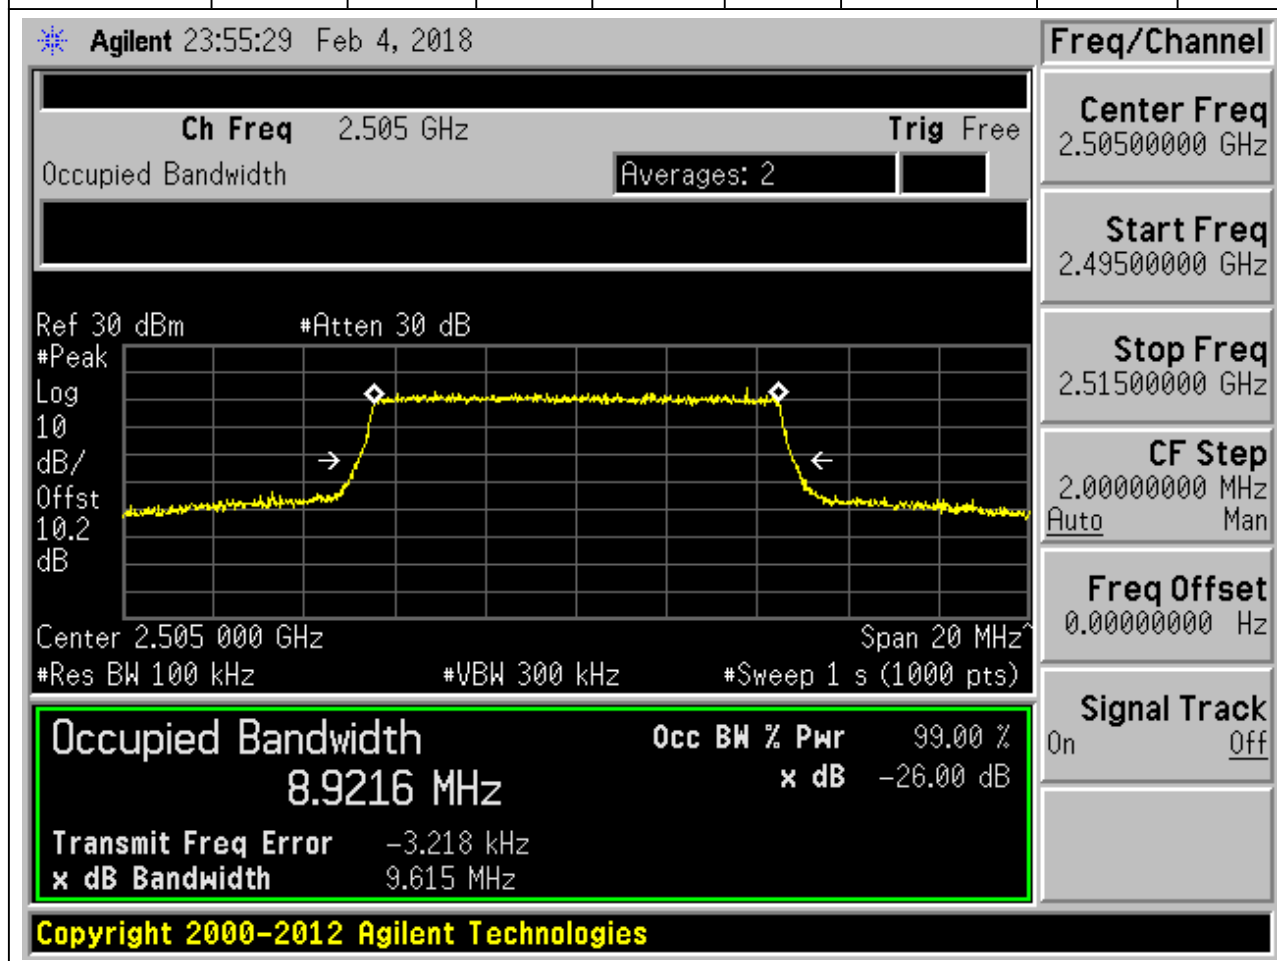 Agilent 23:55:29 Feb 4, 2018
Freq/Channel
Ch Freq 2.505 GHz Trig Free
Occupied Bandwidth Averages: 2
Center Freq
2.50500000 GHz
Start Freq
2.49500000 GHz
Stop Freq
2.51500000 GHz
CF Step
2.00000000 MHz
Auto Man
Freq Offset
0.00000000 Hz
Signal Track
On Off
Ref 30 dBm #Atten 30 dB
#Peak
Log
10
dB/
Offst
10.2
dB
Center 2.505 000 GHz Span 20 MHz^
#Res BW 100 kHz #VBW 300 kHz #Sweep 1 s (1000 pts)
Occupied Bandwidth Occ BW % Pwr 99.00 %
8.9216 MHz x dB -26.00 dB
Transmit Freq Error -3.218 kHz
x dB Bandwidth 9.615 MHz
Copyright 2000-2012 Agilent Technologies